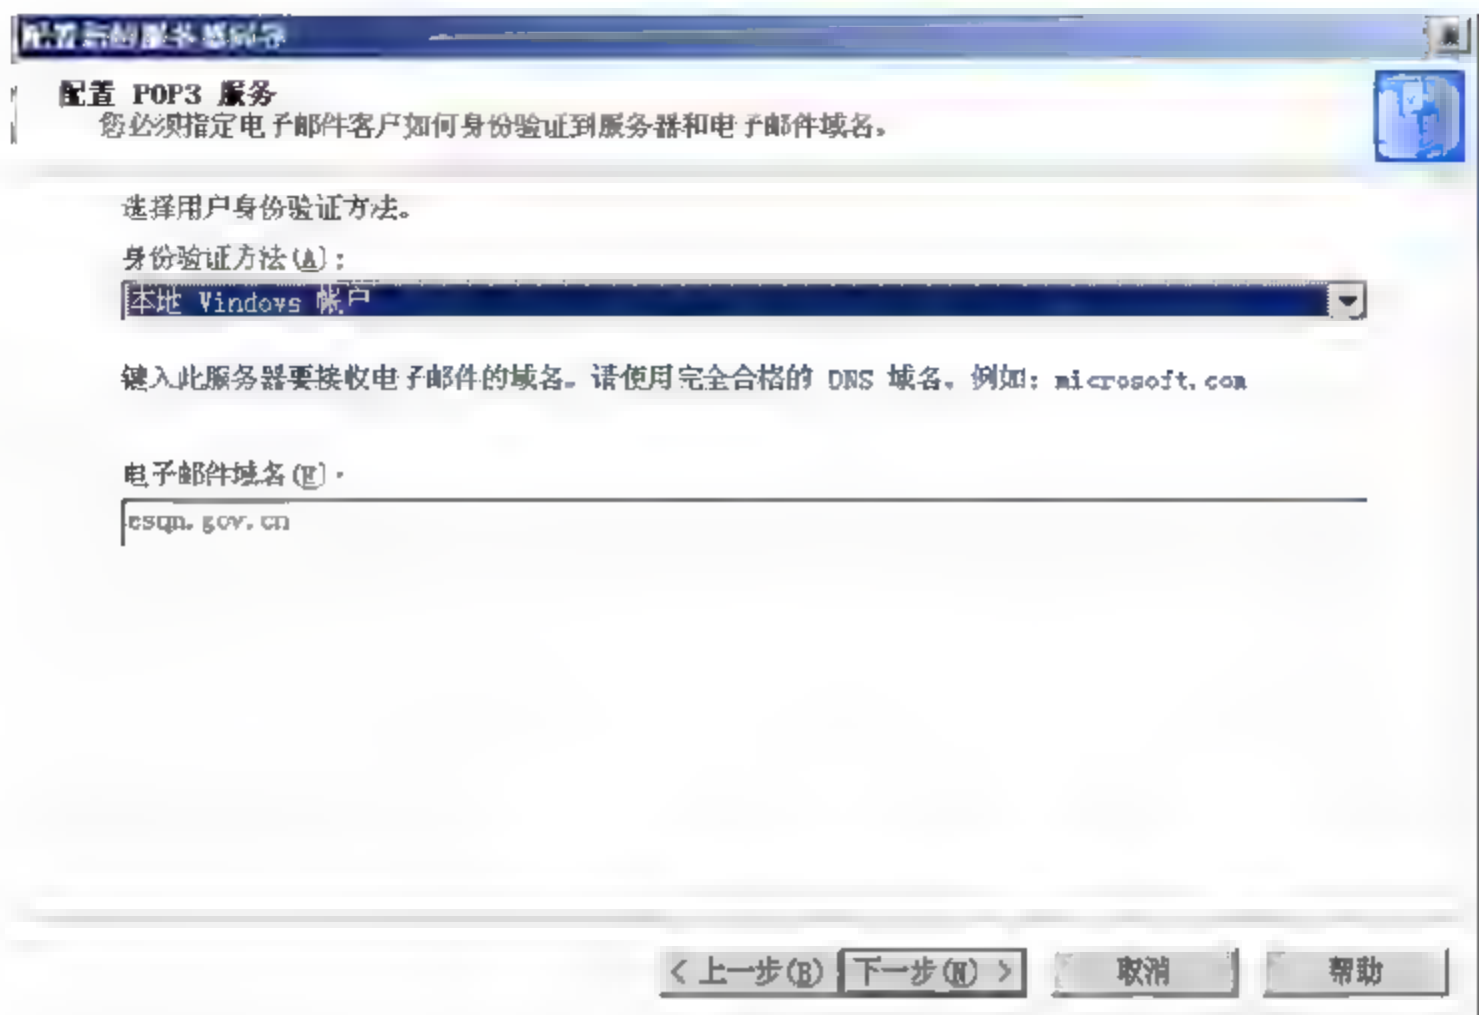 配置 POP3 服务
您必须指定电子邮件客户如何身份验证到服务器和电子邮件域名。
选择用户身份验证方法。
身份验证方法(A):
本地 Windows 帐户
键入此服务器要接收电子邮件的域名。请使用完全合格的 DNS 域名。例如: microsoft.com
电子邮件域名(E):
csqn.gov.cn
< 上一步(B) 下一步(N) > 取消 帮助